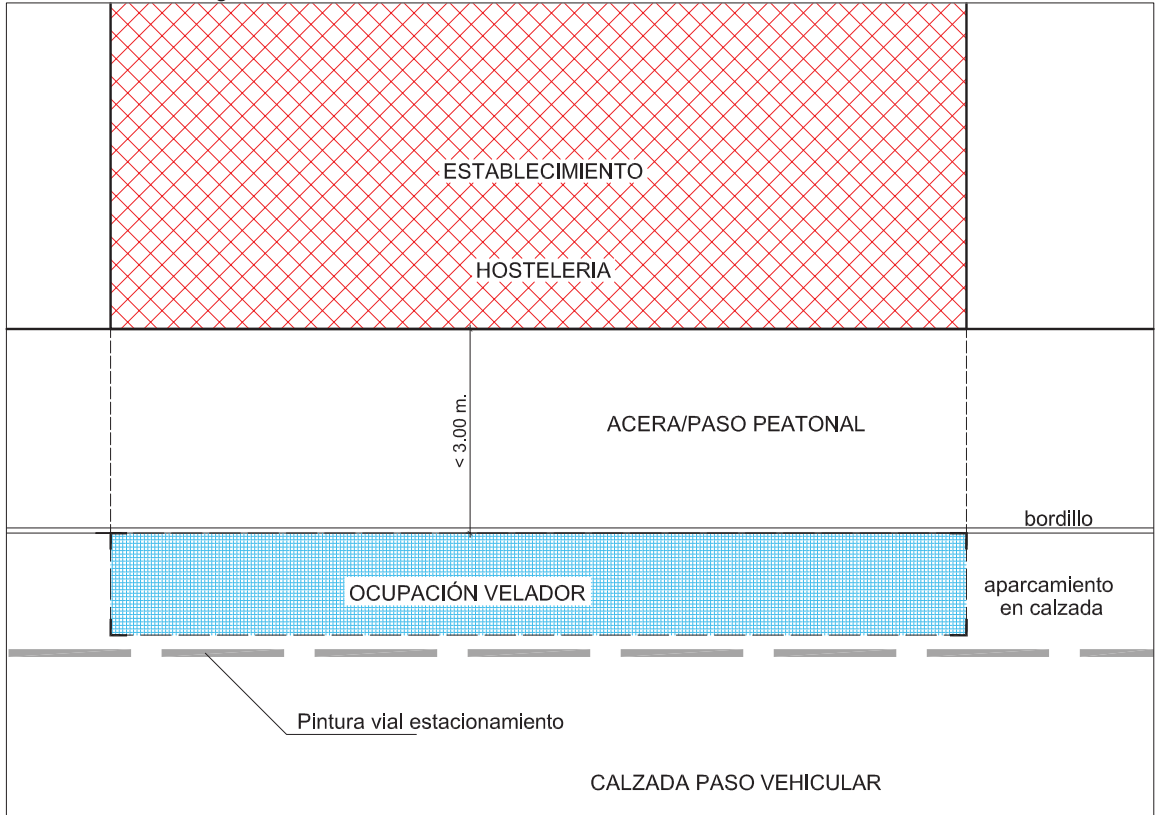 ESTABLECIMIENTO
HOSTELERIA
< 3.00 m.
ACERA/PASO PEATONAL
bordillo
OCUPACIÓN VELADOR
aparcamiento
en calzada
Pintura vial estacionamiento
CALZADA PASO VEHICULAR